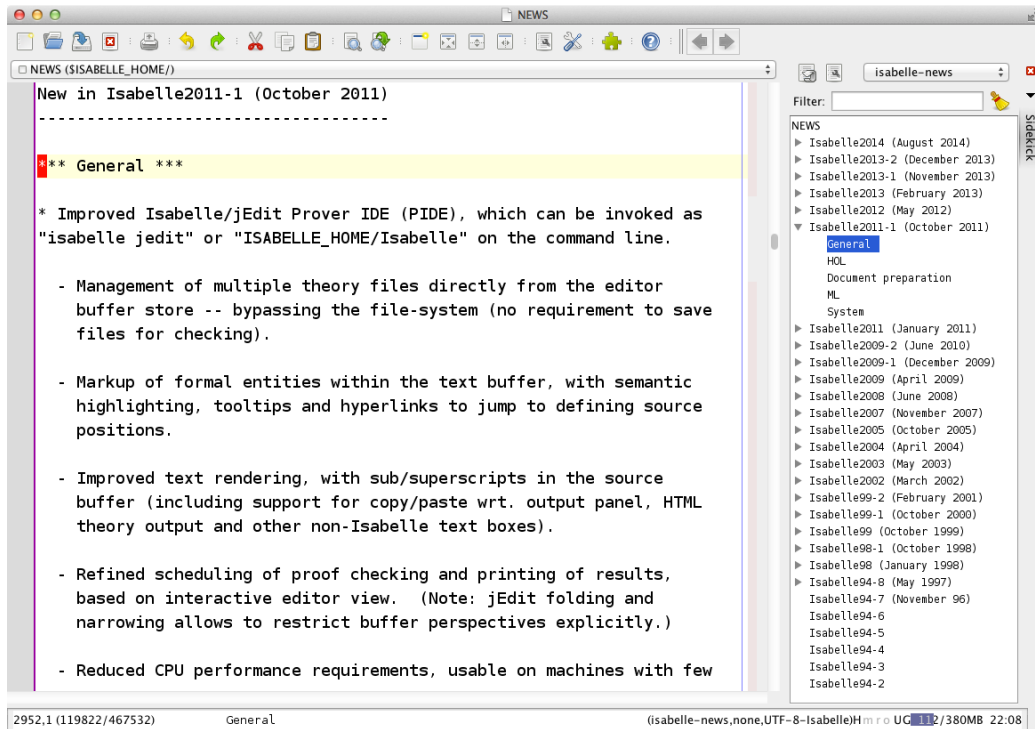 NEWS
NEWS ($ISABELLE_HOME/)
New in Isabelle2011-1 (October 2011)
------------------------------------
*** General ***
* Improved Isabelle/jEdit Prover IDE (PIDE), which can be invoked as
"isabelle jedit" or "ISABELLE_HOME/Isabelle" on the command line.
- Management of multiple theory files directly from the editor
buffer store -- bypassing the file-system (no requirement to save
files for checking).
- Markup of formal entities within the text buffer, with semantic
highlighting, tooltips and hyperlinks to jump to defining source
positions.
- Improved text rendering, with sub/superscripts in the source
buffer (including support for copy/paste wrt. output panel, HTML
theory output and other non-Isabelle text boxes).
- Refined scheduling of proof checking and printing of results,
based on interactive editor view.  (Note: jEdit folding and
narrowing allows to restrict buffer perspectives explicitly.)
- Reduced CPU performance requirements, usable on machines with few
isabelle-news
Filter:
Sidekick
NEWS
Isabelle2014 (August 2014)
Isabelle2013-2 (December 2013)
Isabelle2013-1 (November 2013)
Isabelle2013 (February 2013)
Isabelle2012 (May 2012)
Isabelle2011-1 (October 2011)
General
HOL
Document preparation
ML
System
Isabelle2011 (January 2011)
Isabelle2009-2 (June 2010)
Isabelle2009-1 (December 2009)
Isabelle2009 (April 2009)
Isabelle2008 (June 2008)
Isabelle2007 (November 2007)
Isabelle2005 (October 2005)
Isabelle2004 (April 2004)
Isabelle2003 (May 2003)
Isabelle2002 (March 2002)
Isabelle99-2 (February 2001)
Isabelle99-1 (October 2000)
Isabelle99 (October 1999)
Isabelle98-1 (October 1998)
Isabelle98 (January 1998)
Isabelle94-8 (May 1997)
Isabelle94-7 (November 96)
Isabelle94-6
Isabelle94-5
Isabelle94-4
Isabelle94-3
Isabelle94-2
2952,1 (119822/467532) General (isabelle-news,none,UTF-8-Isabelle)H m r o UG 112/380MB 22:08